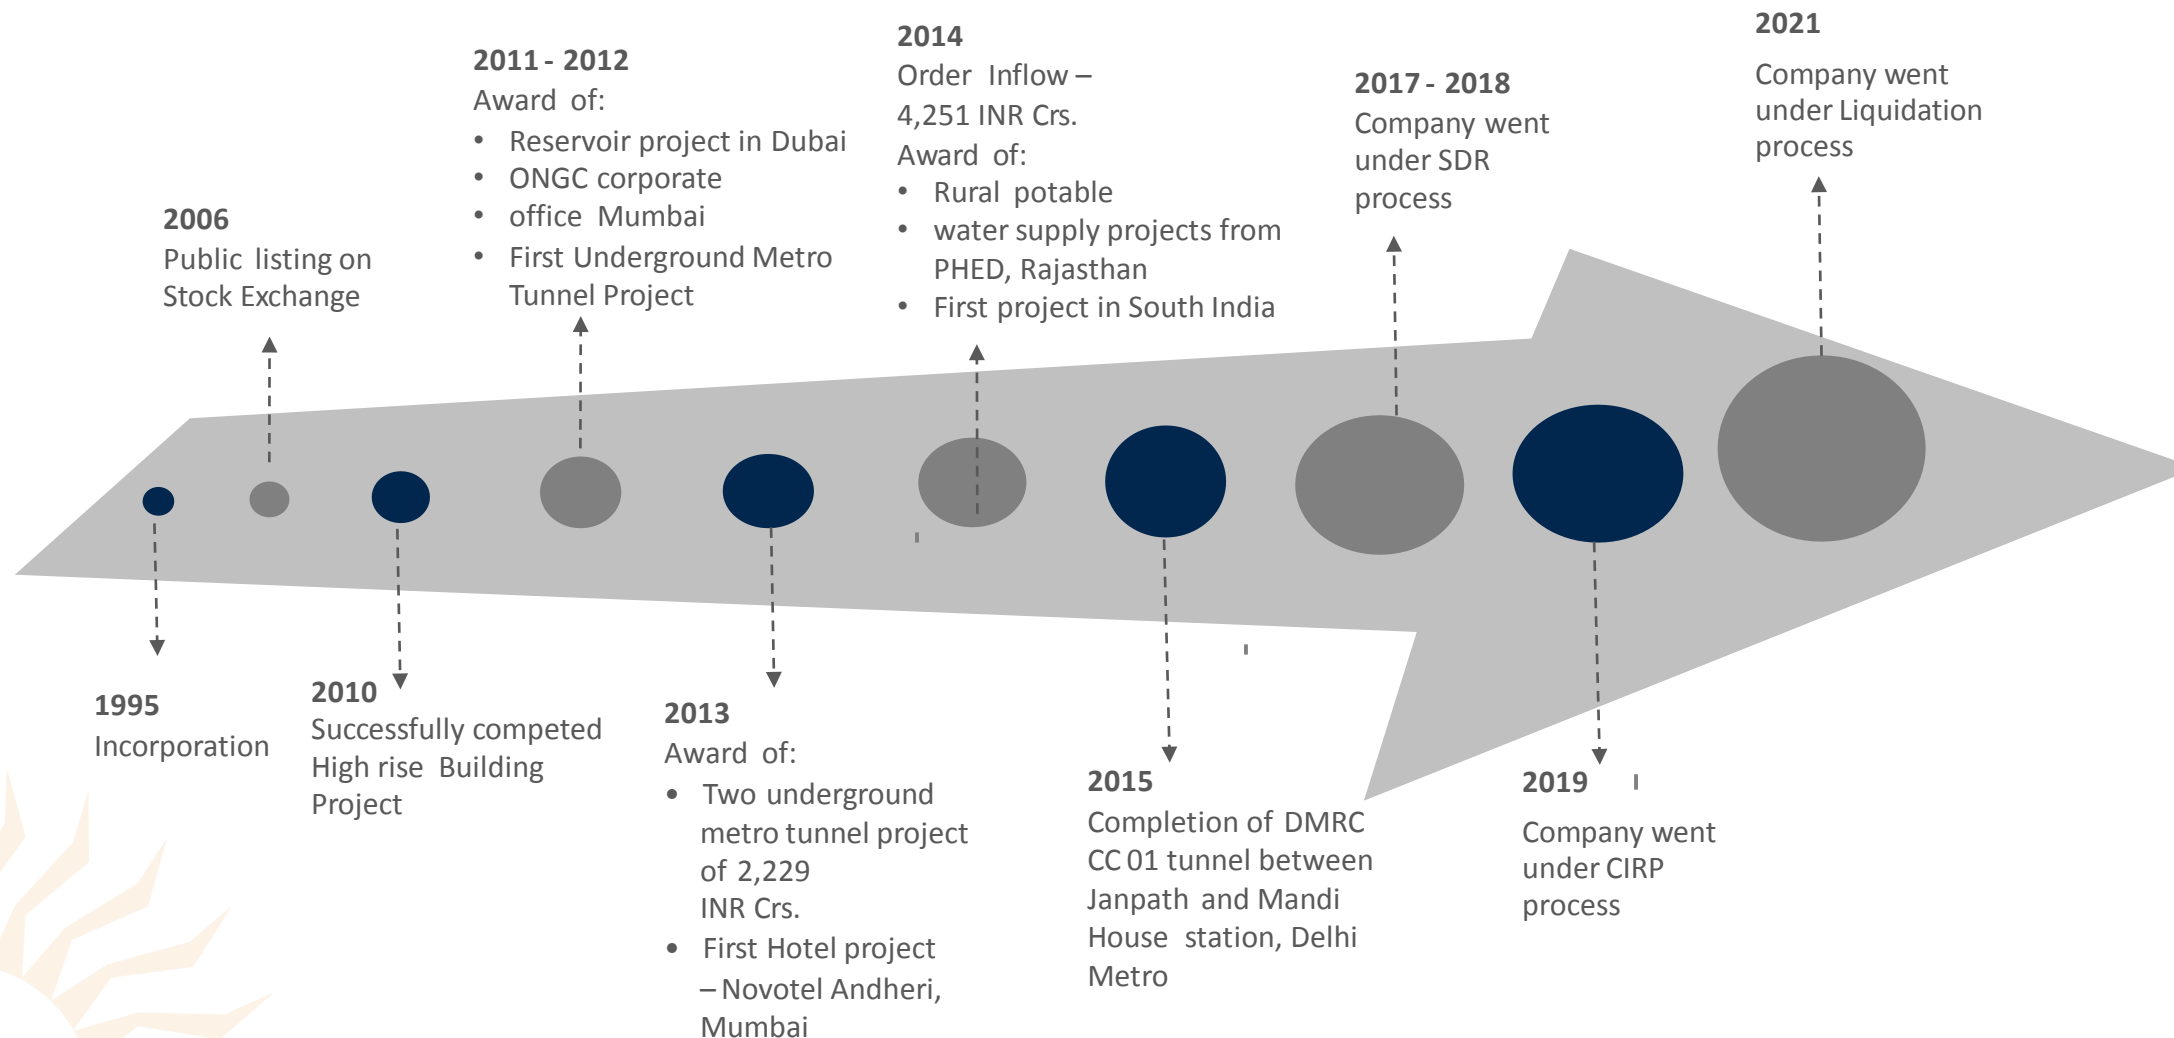 1995
Incorporation
2006
Public listing on
Stock Exchange
2010
Successfully competed
High rise Building
Project
2011 - 2012
Award of:
• Reservoir project in Dubai
• ONGC corporate
• office Mumbai
• First Underground Metro
Tunnel Project
2013
Award of:
• Two underground
metro tunnel project
of 2,229
INR Crs.
• First Hotel project
– Novotel Andheri,
Mumbai
2014
Order Inflow –
4,251 INR Crs.
Award of:
• Rural potable
• water supply projects from
PHED, Rajasthan
• First project in South India
2015
Completion of DMRC
CC 01 tunnel between
Janpath and Mandi
House station, Delhi
Metro
2017 - 2018
Company went
under SDR
process
2019
Company went
under CIRP
process
2021
Company went
under Liquidation
process